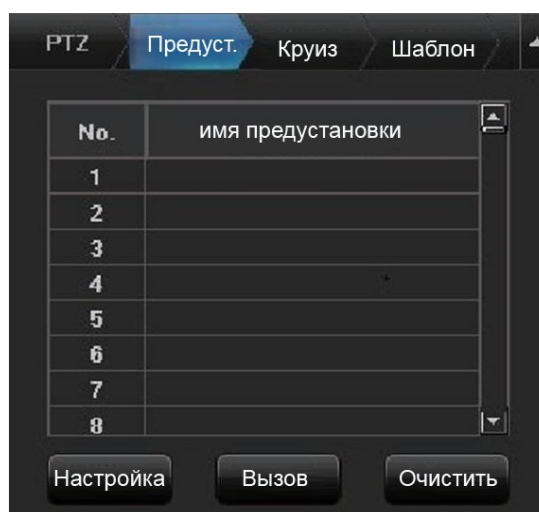 PTZ Предуст. Круиз Шаблон
No. имя предустановки
1
2
3
4
5
6
7
8
Настройка Вызов Очистить